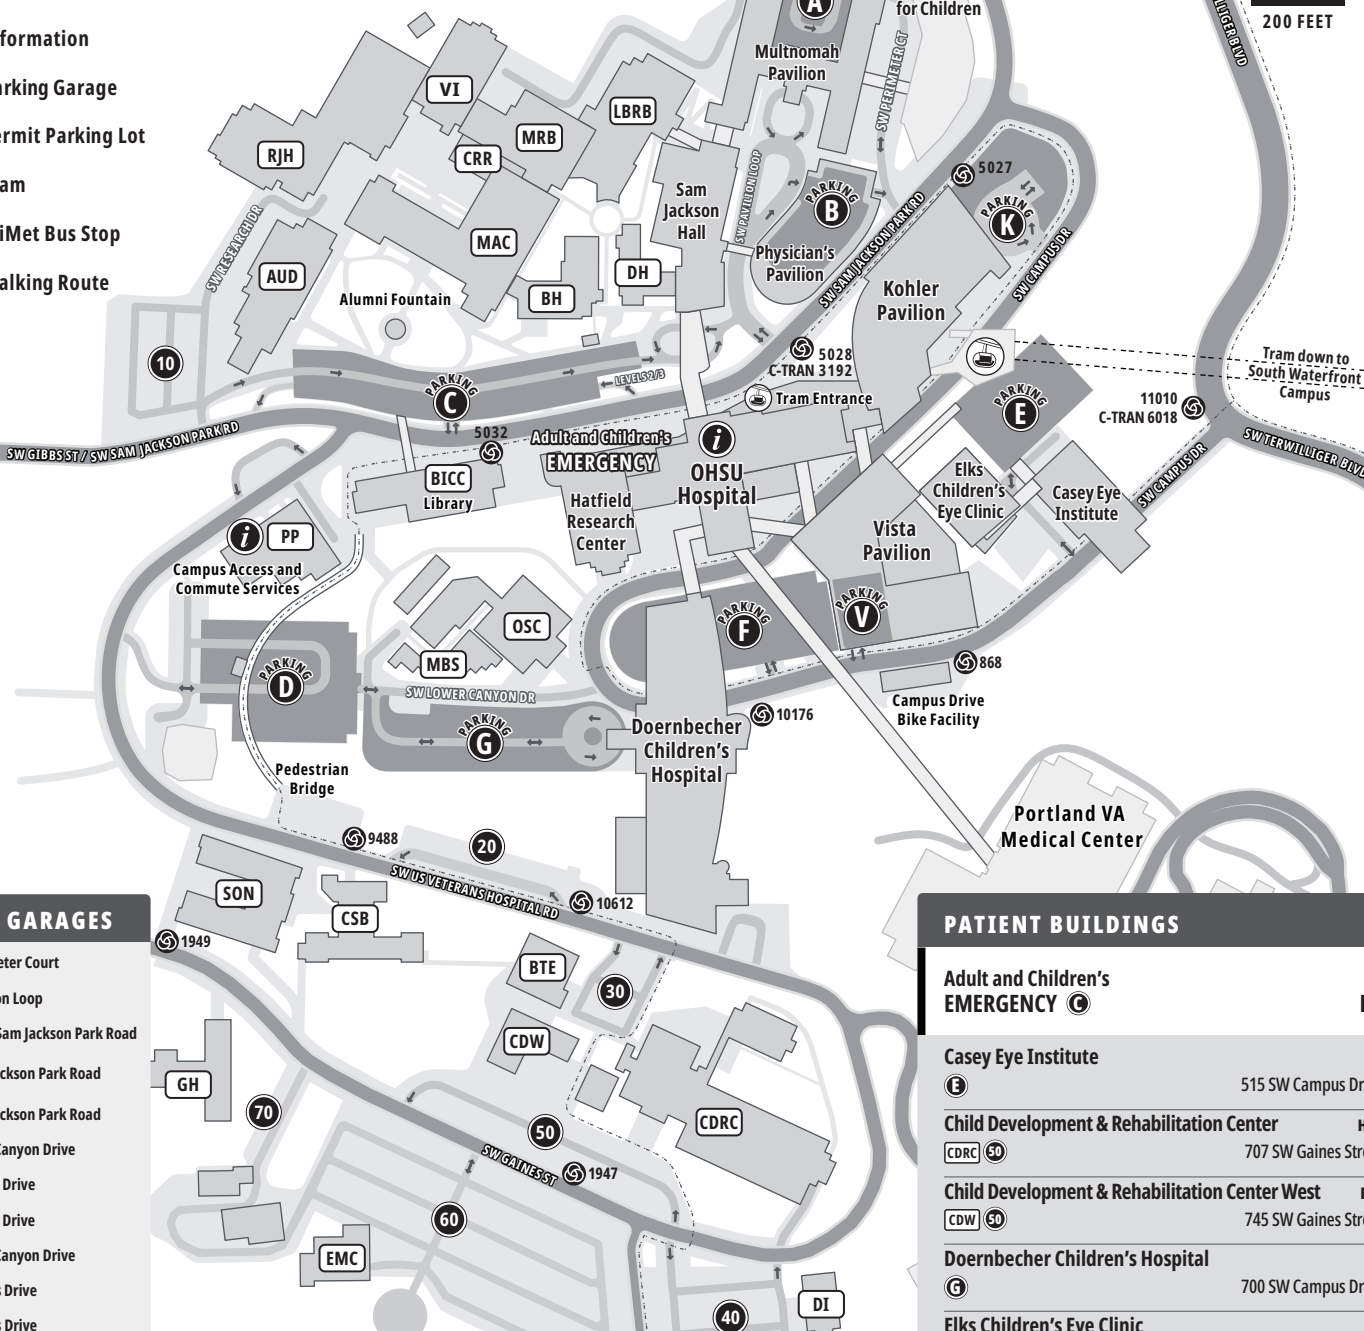 formation
arking Garage
ermit Parking Lot
am
iMet Bus Stop
alking Route
A
Multnomah
Pavilion
for Children
SW PERIMETER CT
LLIGER BLVD
200 FEET
VI
LBRB
MRB
CRR
RJH
Sam
Jackson
Hall
SW PAVILION LOOP
PARKING
B
Physician's
Pavilion
SW SAM JACKSON PARK RD
5027
PARKING
K
SW CAMPUS DR
SW RESEARCH DR
MAC
AUD
DH
BH
Alumni Fountain
Kohler
Pavilion
10
PARKING
C
LEVELS 2/3
5028
C-TRAN 3192
Tram Entrance
Tram down to
South Waterfront
Campus
11010
C-TRAN 6018
PARKING
E
SW TERWILLIGER BLVD
SW CAMPUS DR
SW GIBBS ST / SW SAM JACKSON PARK RD
5032
Adult and Children's
EMERGENCY
i
OHSU
Hospital
BICC
Library
Hatfield
Research
Center
Elks
Children's
Eye Clinic
Casey Eye
Institute
Vista
Pavilion
i
PP
Campus Access and
Commute Services
OSC
MBS
PARKING
F
PARKING
V
868
Campus Drive
Bike Facility
PARKING
D
SW LOWER CANYON DR
PARKING
G
Doernbecher
Children's
Hospital
10176
Pedestrian
Bridge
Portland VA
Medical Center
9488
20
SW US VETERANS HOSPITAL RD
10612
SON
CSB
1949
BTE
30
CDW
GH
70
CDRC
50
SW GAINES ST
1947
60
EMC
40
DI
GARAGES
eter Court
on Loop
Sam Jackson Park Road
ckson Park Road
ckson Park Road
Canyon Drive
Drive
Drive
Canyon Drive
s Drive
s Drive
PATIENT BUILDINGS
Adult and Children's
EMERGENCY C
Casey Eye Institute
E 515 SW Campus Dr
Child Development & Rehabilitation Center
CDRC 50 707 SW Gaines Stre
Child Development & Rehabilitation Center West
CDW 50 745 SW Gaines Stre
Doernbecher Children's Hospital
G 700 SW Campus Dr
Elks Children's Eye Clinic